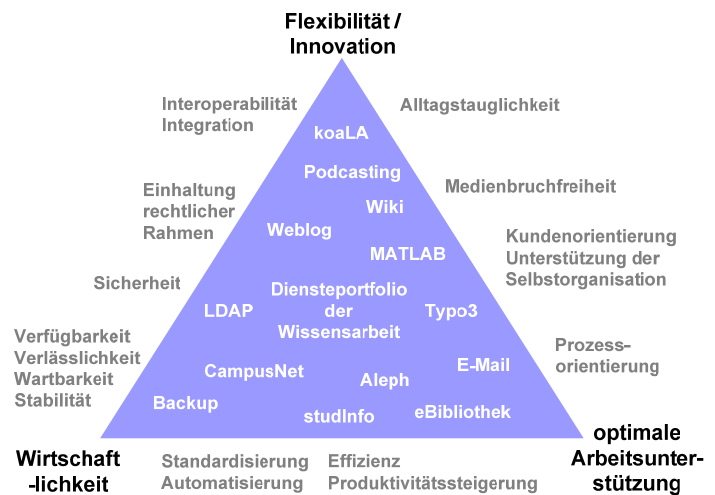 Flexibilität /
Innovation
Interoperabilität
Integration
Alltagstauglichkeit
koaLA
Podcasting
Einhaltung
rechtlicher
Rahmen
Medienbruchfreiheit
Wiki
Weblog
MATLAB
Kundenorientierung
Unterstützung der
Selbstorganisation
Sicherheit
Diensteportfolio
der
Wissensarbeit
LDAP
Typo3
Verfügbarkeit
Verlässlichkeit
Wartbarkeit
Stabilität
Prozess–
orientierung
CampusNet
Aleph
E-Mail
Backup
studInfo
eBibliothek
Wirtschaft
-lichkeit
Standardisierung
Automatisierung
Effizienz
Produktivitätssteigerung
optimale
Arbeitsunter-
stützung